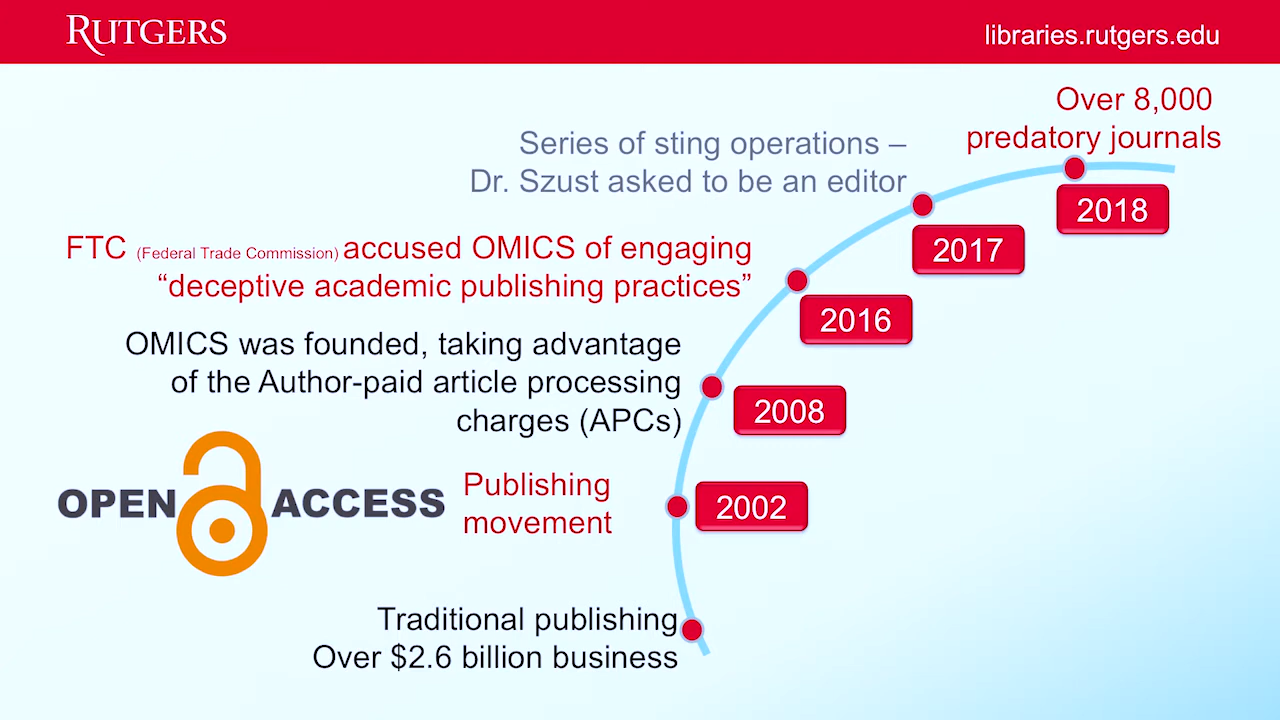 RUTGERS
libraries.rutgers.edu
Over 8,000
predatory journals
2018
Series of sting operations –
Dr. Szust asked to be an editor
2017
FTC (Federal Trade Commission) accused OMICS of engaging
“deceptive academic publishing practices”
2016
OMICS was founded, taking advantage
of the Author-paid article processing
charges (APCs)
2008
OPEN ACCESS
Publishing
movement
2002
Traditional publishing
Over $2.6 billion business